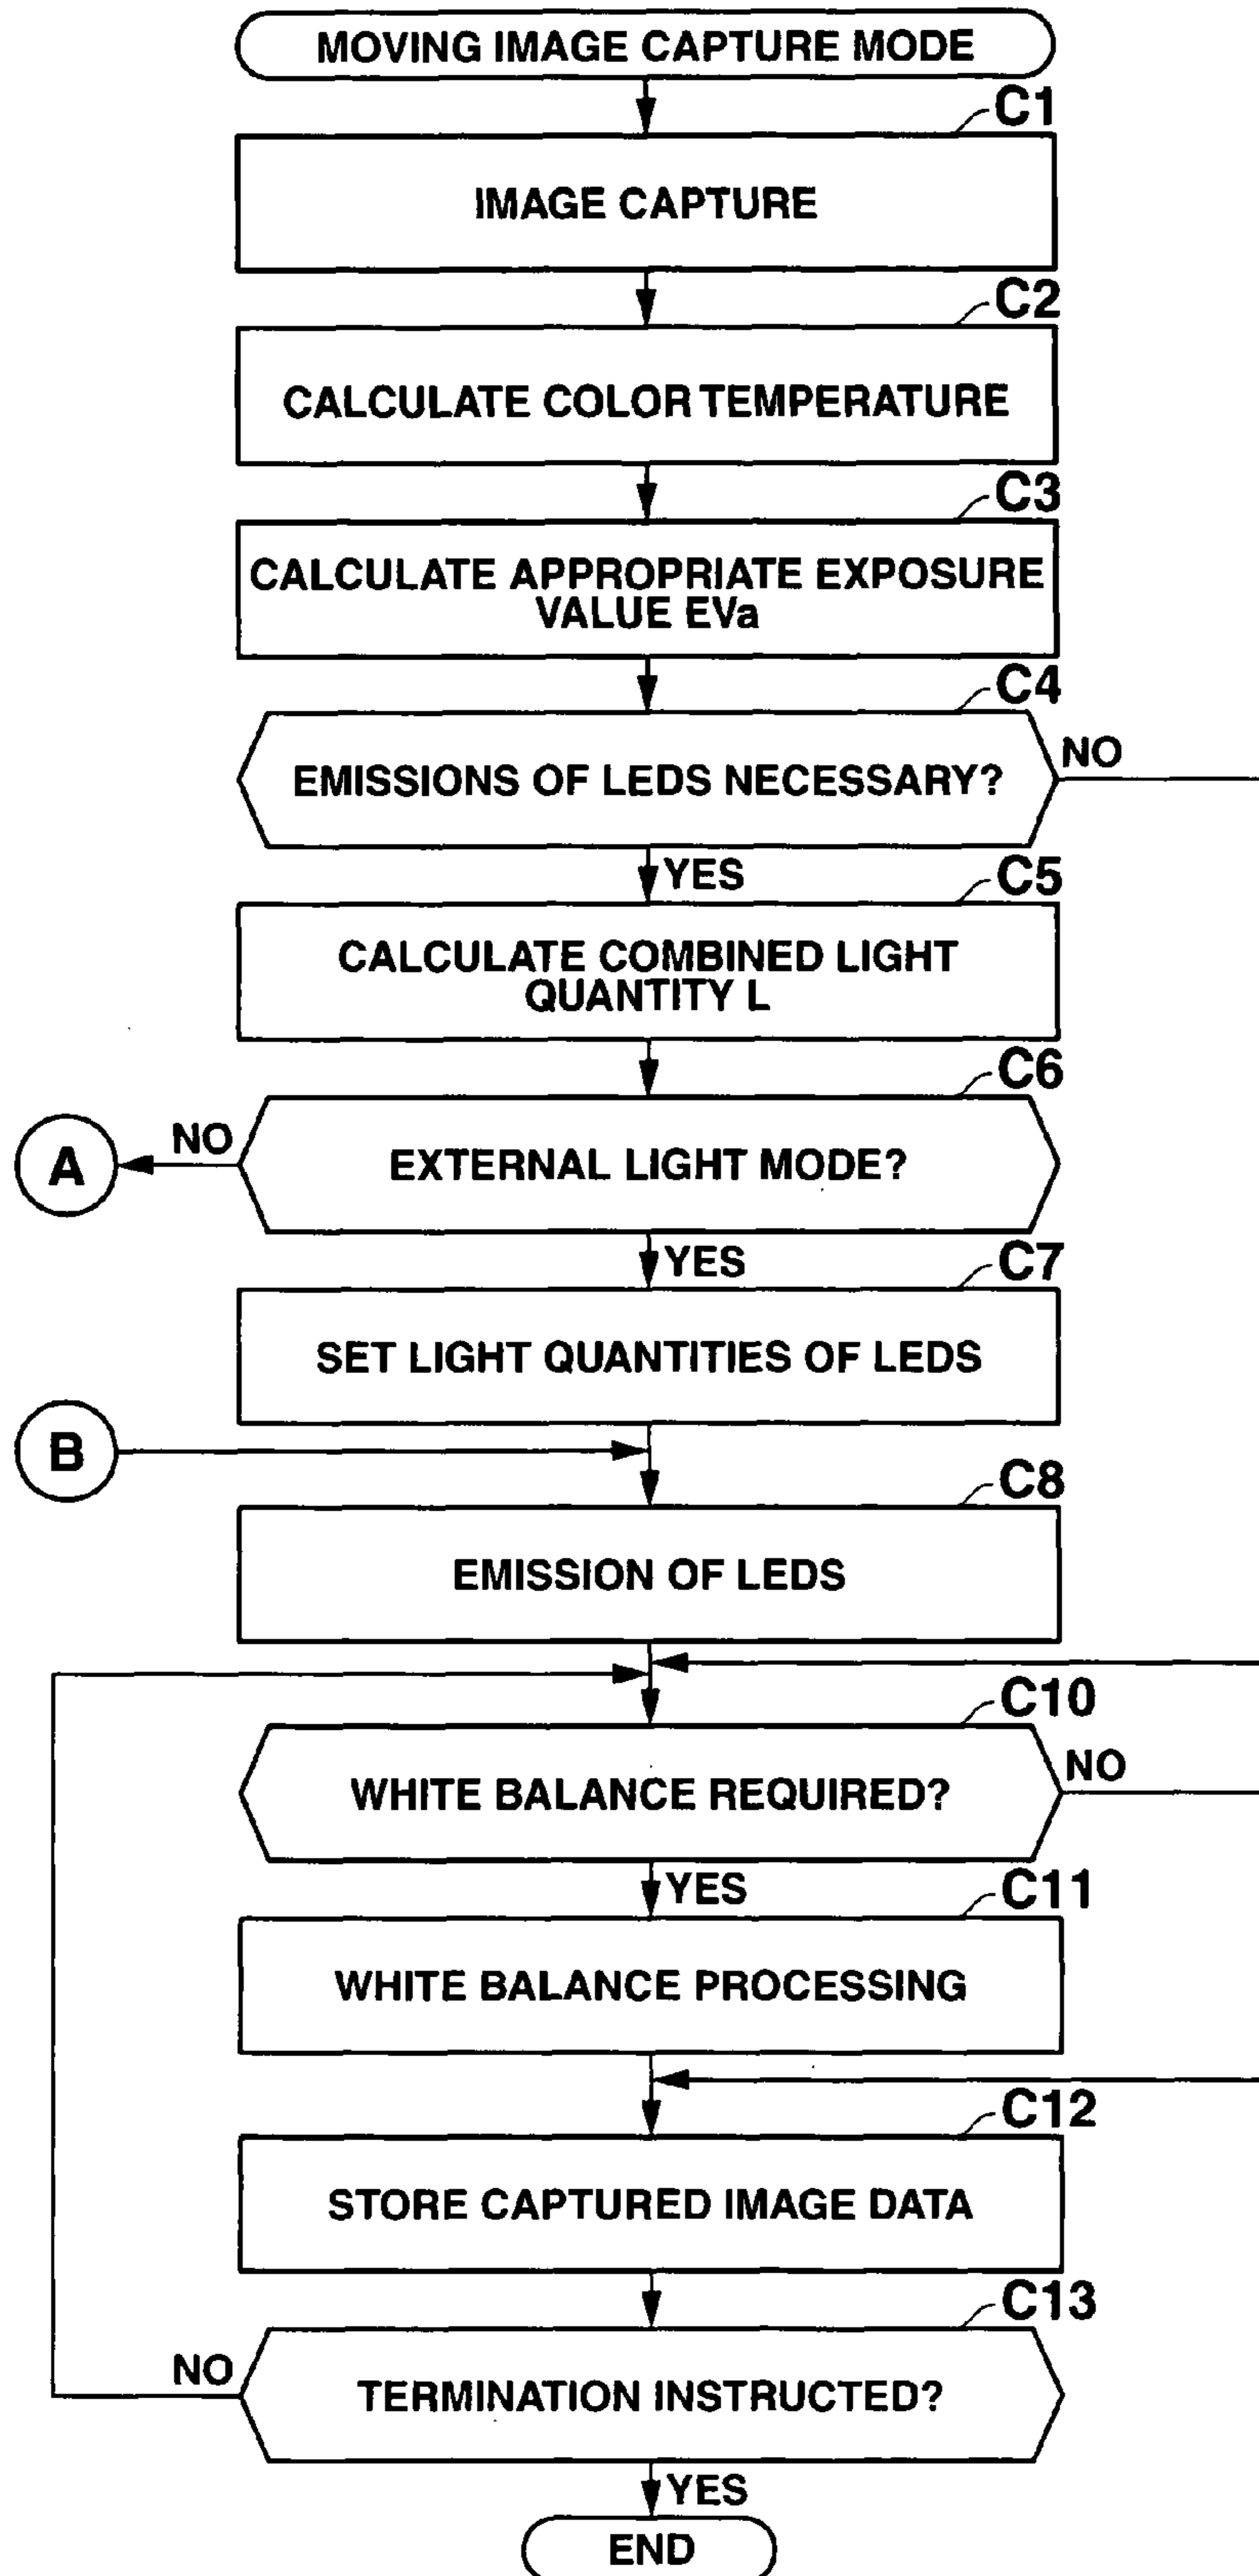 MOVING IMAGE CAPTURE MODE
C1
IMAGE CAPTURE
C2
CALCULATE COLOR TEMPERATURE
C3
CALCULATE APPROPRIATE EXPOSURE
VALUE EVa
C4
EMISSIONS OF LEDS NECESSARY?
NO
YES
C5
CALCULATE COMBINED LIGHT
QUANTITY L
C6
A
NO
EXTERNAL LIGHT MODE?
YES
C7
SET LIGHT QUANTITIES OF LEDS
B
C8
EMISSION OF LEDS
C10
WHITE BALANCE REQUIRED?
NO
YES
C11
WHITE BALANCE PROCESSING
C12
STORE CAPTURED IMAGE DATA
C13
NO
TERMINATION INSTRUCTED?
YES
END